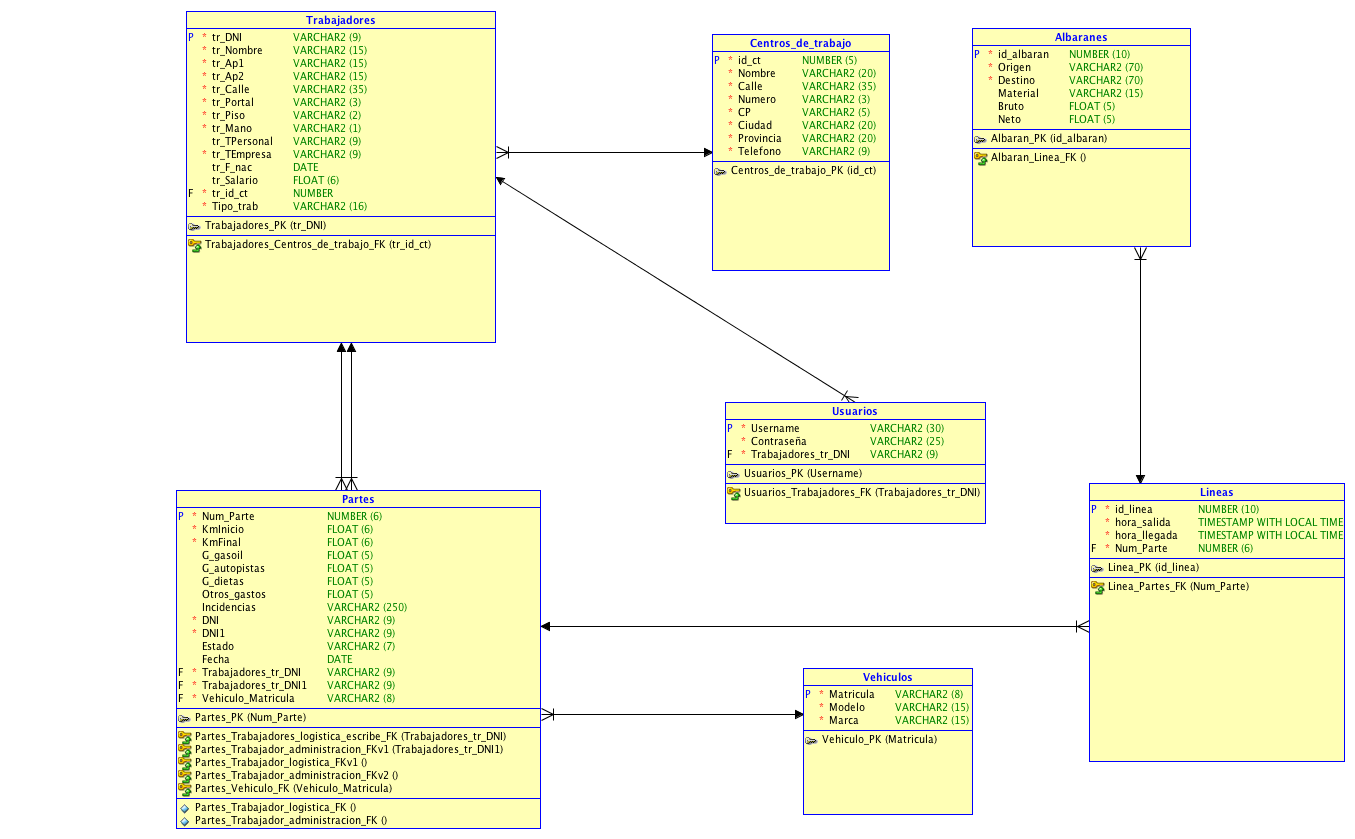 Trabajadores
P * tr_DNI VARCHAR2 (9)
* tr_Nombre VARCHAR2 (15)
* tr_Ap1 VARCHAR2 (15)
* tr_Ap2 VARCHAR2 (15)
* tr_Calle VARCHAR2 (35)
* tr_Portal VARCHAR2 (3)
* tr_Piso VARCHAR2 (2)
* tr_Mano VARCHAR2 (1)
tr_TPersonal VARCHAR2 (9)
* tr_TEmpresa VARCHAR2 (9)
tr_F_nac DATE
tr_Salario FLOAT (6)
F * tr_id_ct NUMBER
* Tipo_trab VARCHAR2 (16)
Trabajadores_PK (tr_DNI)
Trabajadores_Centros_de_trabajo_FK (tr_id_ct)
Centros_de_trabajo
P * id_ct NUMBER (5)
* Nombre VARCHAR2 (20)
* Calle VARCHAR2 (35)
* Numero VARCHAR2 (3)
* CP VARCHAR2 (5)
* Ciudad VARCHAR2 (20)
* Provincia VARCHAR2 (20)
* Telefono VARCHAR2 (9)
Centros_de_trabajo_PK (id_ct)
Albaranes
P * id_albaran NUMBER (10)
* Origen VARCHAR2 (70)
* Destino VARCHAR2 (70)
Material VARCHAR2 (15)
Bruto FLOAT (5)
Neto FLOAT (5)
Albaran_PK (id_albaran)
Albaran_Linea_FK ()
Usuarios
P * Username VARCHAR2 (30)
* Contraseña VARCHAR2 (25)
F * Trabajadores_tr_DNI VARCHAR2 (9)
Usuarios_PK (Username)
Usuarios_Trabajadores_FK (Trabajadores_tr_DNI)
Partes
P * Num_Parte NUMBER (6)
* KmInicio FLOAT (6)
* KmFinal FLOAT (6)
G_gasoil FLOAT (5)
G_autopistas FLOAT (5)
G_dietas FLOAT (5)
Otros_gastos FLOAT (5)
Incidencias VARCHAR2 (250)
* DNI VARCHAR2 (9)
* DNI1 VARCHAR2 (9)
Estado VARCHAR2 (7)
Fecha DATE
F * Trabajadores_tr_DNI VARCHAR2 (9)
F * Trabajadores_tr_DNI1 VARCHAR2 (9)
F * Vehiculo_Matricula VARCHAR2 (8)
Partes_PK (Num_Parte)
Partes_Trabajadores_logistica_escribe_FK (Trabajadores_tr_DNI)
Partes_Trabajador_administracion_FKv1 (Trabajadores_tr_DNI1)
Partes_Trabajador_logistica_FKv1 ()
Partes_Trabajador_administracion_FKv2 ()
Partes_Vehiculo_FK (Vehiculo_Matricula)
Partes_Trabajador_logistica_FK ()
Partes_Trabajador_administracion_FK ()
Lineas
P * id_linea NUMBER (10)
* hora_salida TIMESTAMP WITH LOCAL TIME
* hora_llegada TIMESTAMP WITH LOCAL TIME
F * Num_Parte NUMBER (6)
Linea_PK (id_linea)
Linea_Partes_FK (Num_Parte)
Vehiculos
P * Matricula VARCHAR2 (8)
* Modelo VARCHAR2 (15)
* Marca VARCHAR2 (15)
Vehiculo_PK (Matricula)